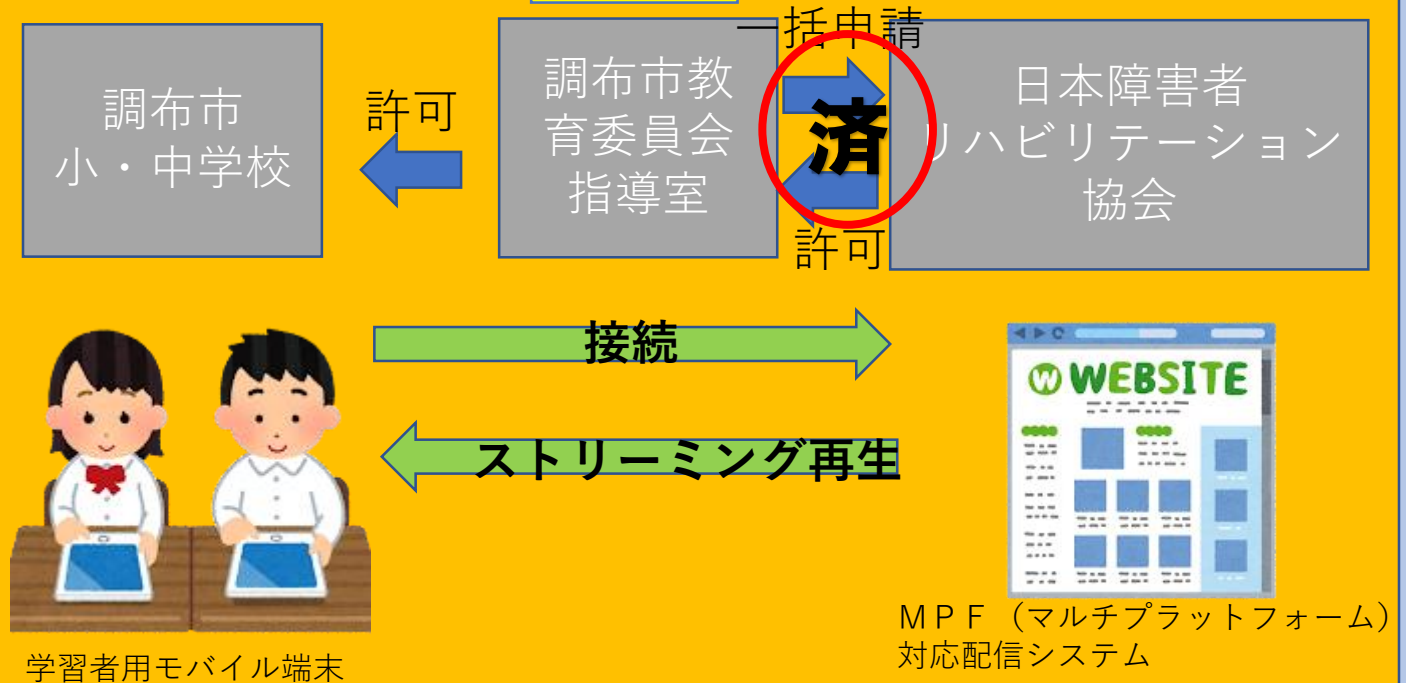 一括申請
調布市
小・中学校
許可
調布市教
育委員会
指導室
済
日本障害者
リハビリテーション
協会
許可
接続
ストリーミング再生
W WEBSITE
学習者用モバイル端末
MPF（マルチプラットフォーム）
対応配信システム